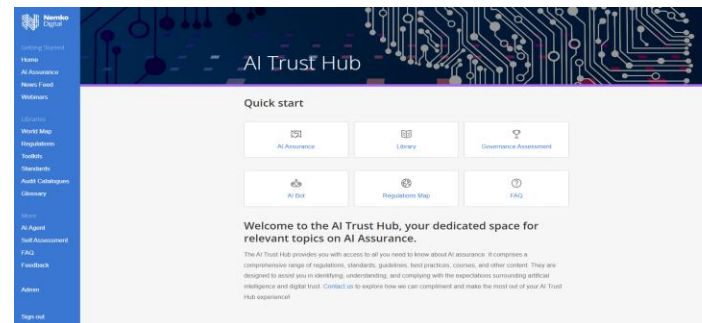 Nemko
Digital
Getting Started
Home
AI Assurance
News Feed
Webinars
Libraries
World Map
Regulations
Toolkits
Standards
Audit Catalogues
Glossary
More
AI Agent
Self Assessment
FAQ
Feedback
Admin
Sign out
AI Trust Hub
Quick start
AI Assurance
Library
Governance Assessment
AI Bot
Regulations Map
FAQ
Welcome to the AI Trust Hub, your dedicated space for
relevant topics on AI Assurance.
The AI Trust Hub provides you with access to all you need to know about AI assurance. It comprises a
comprehensive range of regulations, standards, guidelines, best practices, courses, and other content. They are
designed to assist you in identifying, understanding, and complying with the expectations surrounding artificial
intelligence and digital trust. Contact us to explore how we can compliment and make the most out of your AI Trust
Hub experience!